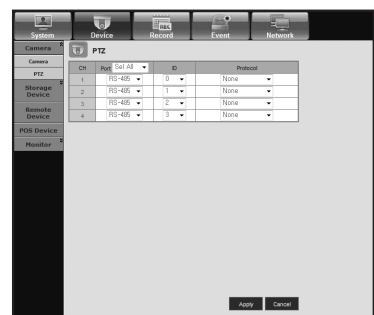 System Device Record Event Network
REC
Camera
Camera
PTZ
Storage Device
Remote Device
POS Device
Monitor
PTZ
CH Port Sel All ID Protocol
1 RS-485 0 None
2 RS-485 1 None
3 RS-485 2 None
4 RS-485 3 None
Apply Cancel